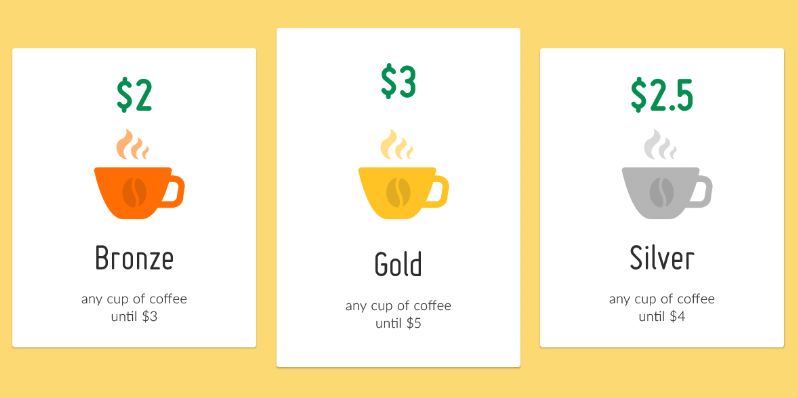 $2
Bronze
any cup of coffee
until $3
$3
Gold
any cup of coffee
until $5
$2.5
Silver
any cup of coffee
until $4